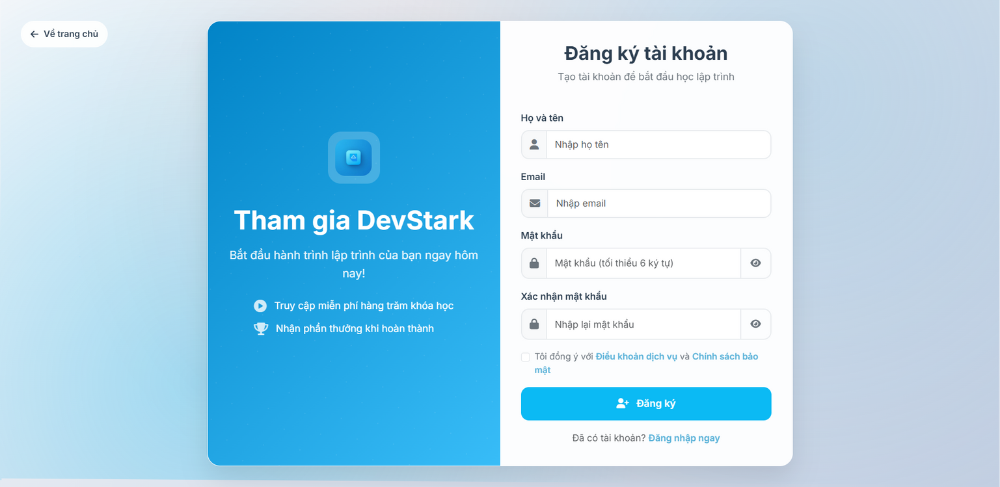 Về trang chủ
Tham gia DevStark
Bắt đầu hành trình lập trình của bạn ngay hôm
nay!
Truy cập miễn phí hàng trăm khóa học
Nhận phần thưởng khi hoàn thành
Đăng ký tài khoản
Tạo tài khoản để bắt đầu học lập trình
Họ và tên
Nhập họ tên
Email
Nhập email
Mật khẩu
Mật khẩu (tối thiểu 6 ký tự)
Xác nhận mật khẩu
Nhập lại mật khẩu
Tôi đồng ý với Điều khoản dịch vụ và Chính sách bảo
mật
Đăng ký
Đã có tài khoản? Đăng nhập ngay